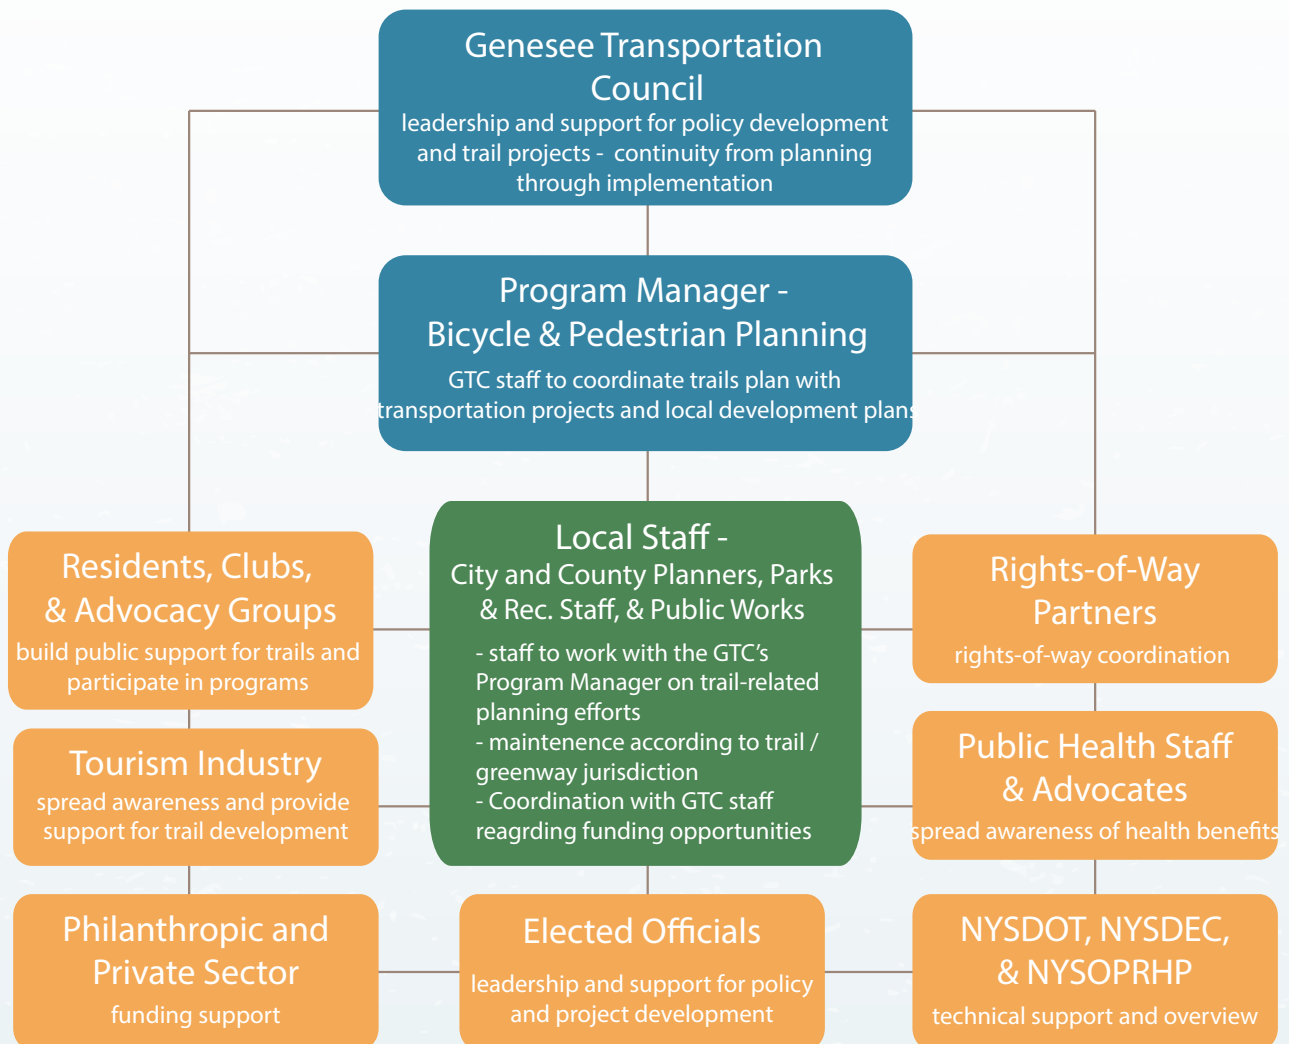 Genesee Transportation
Council
leadership and support for policy development
and trail projects -  continuity from planning
through implementation
Program Manager -
Bicycle & Pedestrian Planning
GTC staff to coordinate trails plan with
transportation projects and local development plans
Residents, Clubs,
& Advocacy Groups
build public support for trails and
participate in programs
Local Staff -
City and County Planners, Parks
& Rec. Staff, & Public Works
- staff to work with the GTC's
Program Manager on trail-related
planning efforts
- maintenence according to trail /
greenway jurisdiction
- Coordination with GTC staff
reagrding funding opportunities
Rights-of-Way
Partners
rights-of-way coordination
Tourism Industry
spread awareness and provide
support for trail development
Public Health Staff
& Advocates
spread awareness of health benefits
Philanthropic and
Private Sector
funding support
Elected Officials
leadership and support for policy
and project development
NYSDOT, NYSDEC,
& NYSOPRHP
technical support and overview